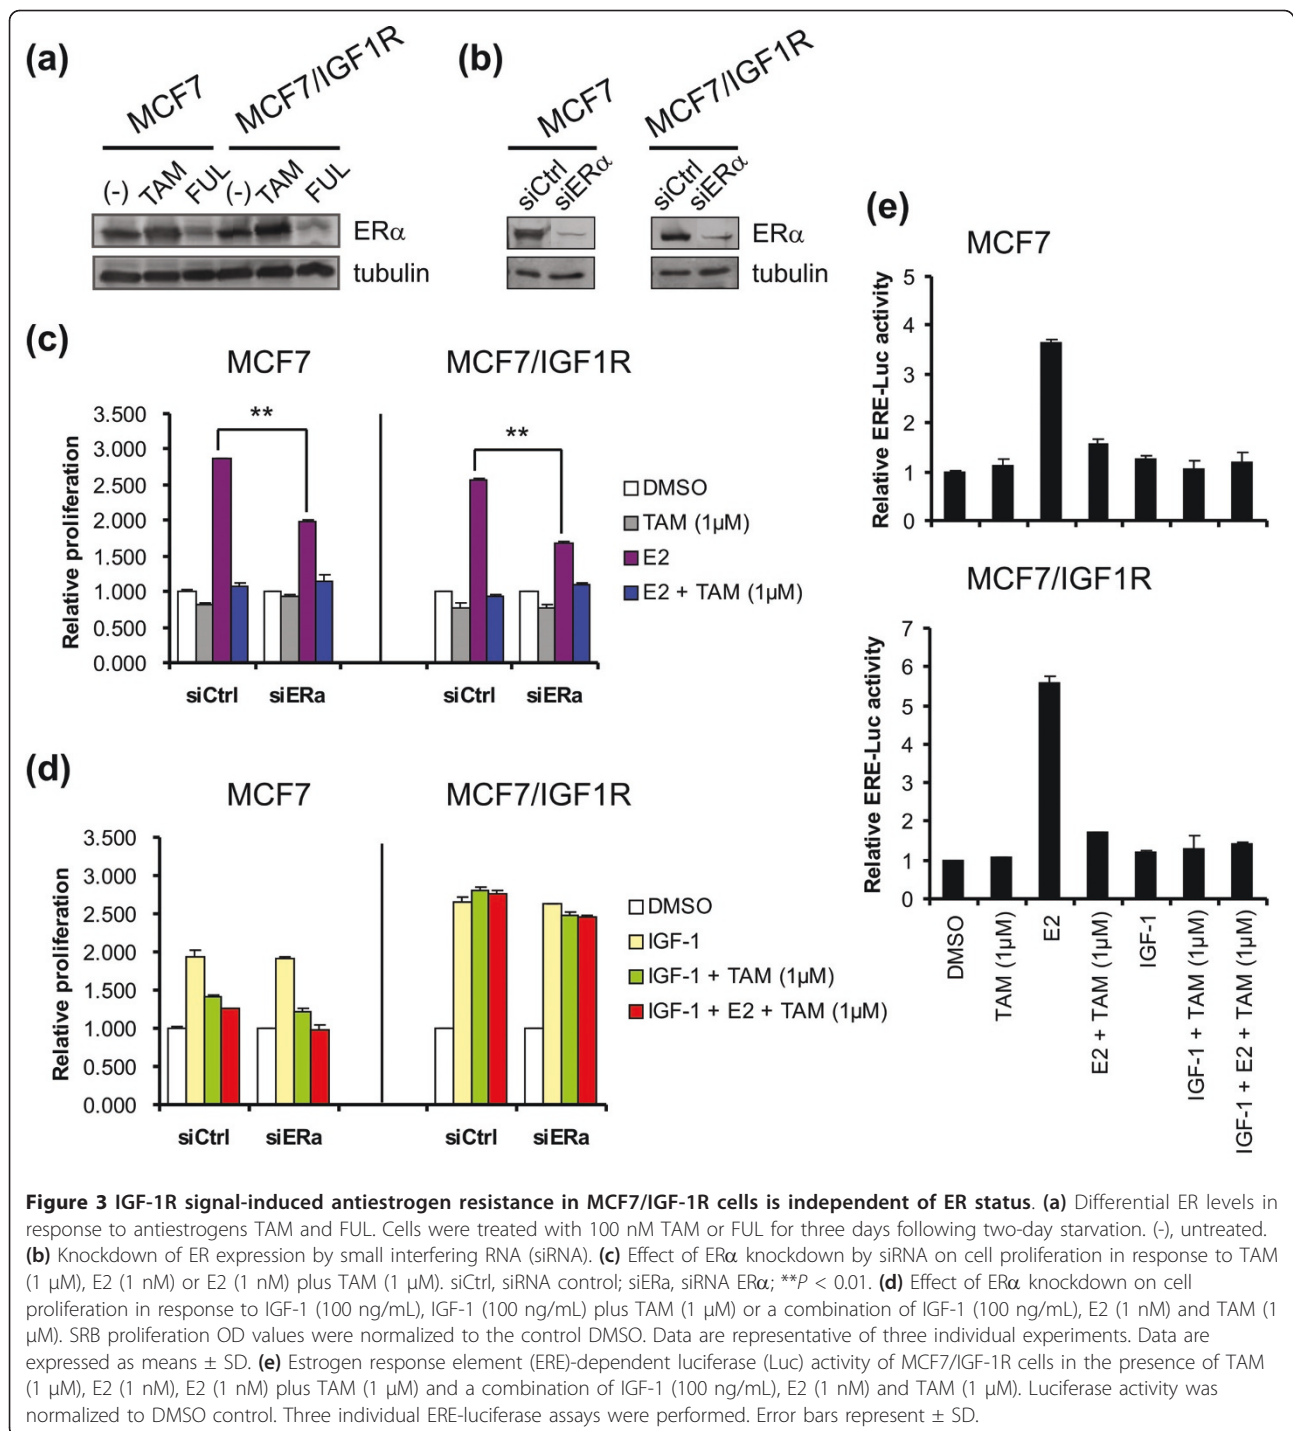 (a)
MCF7
MCF7/IGF1R
(-)
TAM
FUL
(-)
TAM
FUL
ERα
tubulin
(b)
MCF7
MCF7/IGF1R
siCtrl
siERα
siCtrl
siERα
ERα
tubulin
(c)
MCF7
MCF7/IGF1R
Relative proliferation
3.500
3.000
2.500
2.000
1.500
1.000
0.500
0.000
**
**
siCtrl
siERa
siCtrl
siERa
DMSO
TAM (1µM)
E2
E2 + TAM (1µM)
(d)
MCF7
MCF7/IGF1R
Relative proliferation
3.500
3.000
2.500
2.000
1.500
1.000
0.500
0.000
siCtrl
siERa
siCtrl
siERa
DMSO
IGF-1
IGF-1 + TAM (1µM)
IGF-1 + E2 + TAM (1µM)
(e)
MCF7
Relative ERE-Luc activity
5
4
3
2
1
0
MCF7/IGF1R
Relative ERE-Luc activity
7
6
5
4
3
2
1
0
DMSO
TAM (1µM)
E2
E2 + TAM (1µM)
IGF-1
IGF-1 + TAM (1µM)
IGF-1 + E2 + TAM (1µM)
Figure 3 IGF-1R signal-induced antiestrogen resistance in MCF7/IGF-1R cells is independent of ER status. (a) Differential ER levels in
response to antiestrogens TAM and FUL. Cells were treated with 100 nM TAM or FUL for three days following two-day starvation. (-), untreated.
(b) Knockdown of ER expression by small interfering RNA (siRNA). (c) Effect of ERα knockdown by siRNA on cell proliferation in response to TAM
(1 μM), E2 (1 nM) or E2 (1 nM) plus TAM (1 μM). siCtrl, siRNA control; siERa, siRNA ERα; **P < 0.01. (d) Effect of ERα knockdown on cell
proliferation in response to IGF-1 (100 ng/mL), IGF-1 (100 ng/mL) plus TAM (1 μM) or a combination of IGF-1 (100 ng/mL), E2 (1 nM) and TAM (1
μM). SRB proliferation OD values were normalized to the control DMSO. Data are representative of three individual experiments. Data are
expressed as means ± SD. (e) Estrogen response element (ERE)-dependent luciferase (Luc) activity of MCF7/IGF-1R cells in the presence of TAM
(1 μM), E2 (1 nM), E2 (1 nM) plus TAM (1 μM) and a combination of IGF-1 (100 ng/mL), E2 (1 nM) and TAM (1 μM). Luciferase activity was
normalized to DMSO control. Three individual ERE-luciferase assays were performed. Error bars represent ± SD.